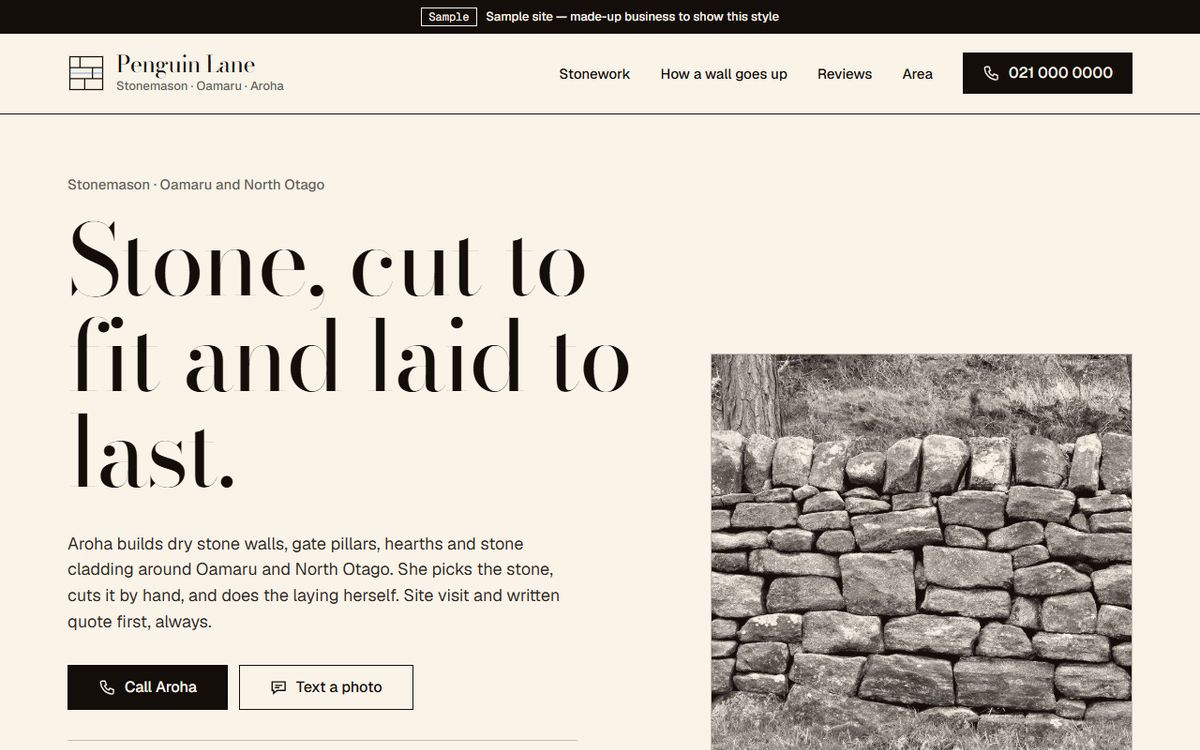 Sample Sample site — made-up business to show this style
Penguin Lane
Stonemason · Oamaru · Aroha
Stonework How a wall goes up Reviews Area 021 000 0000
Stonemason · Oamaru and North Otago
Stone, cut to
fit and laid to
last.
Aroha builds dry stone walls, gate pillars, hearths and stone
cladding around Oamaru and North Otago. She picks the stone,
cuts it by hand, and does the laying herself. Site visit and written
quote first, always.
Call Aroha Text a photo